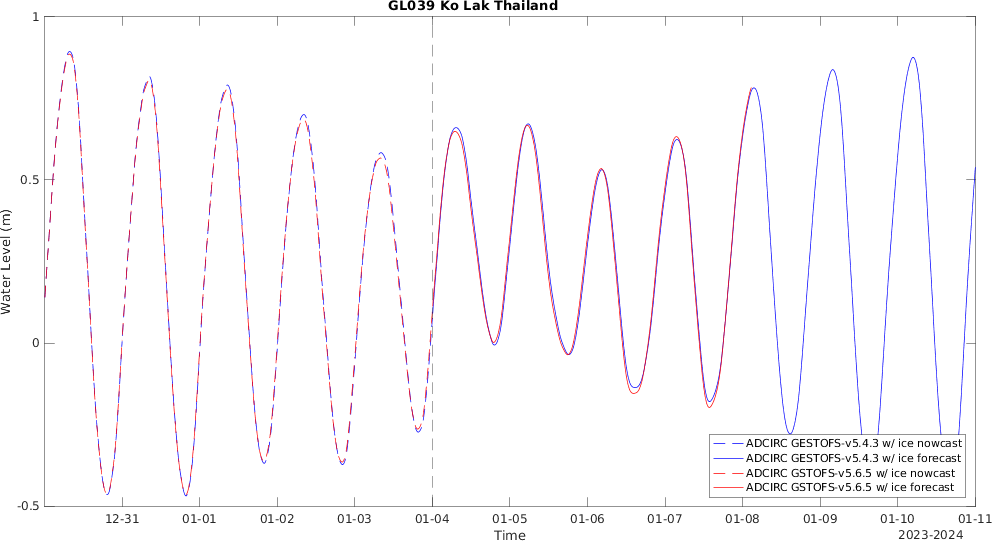 GL039 Ko Lak Thailand
1
0.5
0
-0.5
Water Level (m)
ADCIRC GESTOFS-v5.4.3 w/ ice nowcast
ADCIRC GESTOFS-v5.4.3 w/ ice forecast
ADCIRC GSTOFS-v5.6.5 w/ ice nowcast
ADCIRC GSTOFS-v5.6.5 w/ ice forecast
12-31 01-01 01-02 01-03 01-04 01-05 01-06 01-07 01-08 01-09 01-10 01-11
Time 2023-2024